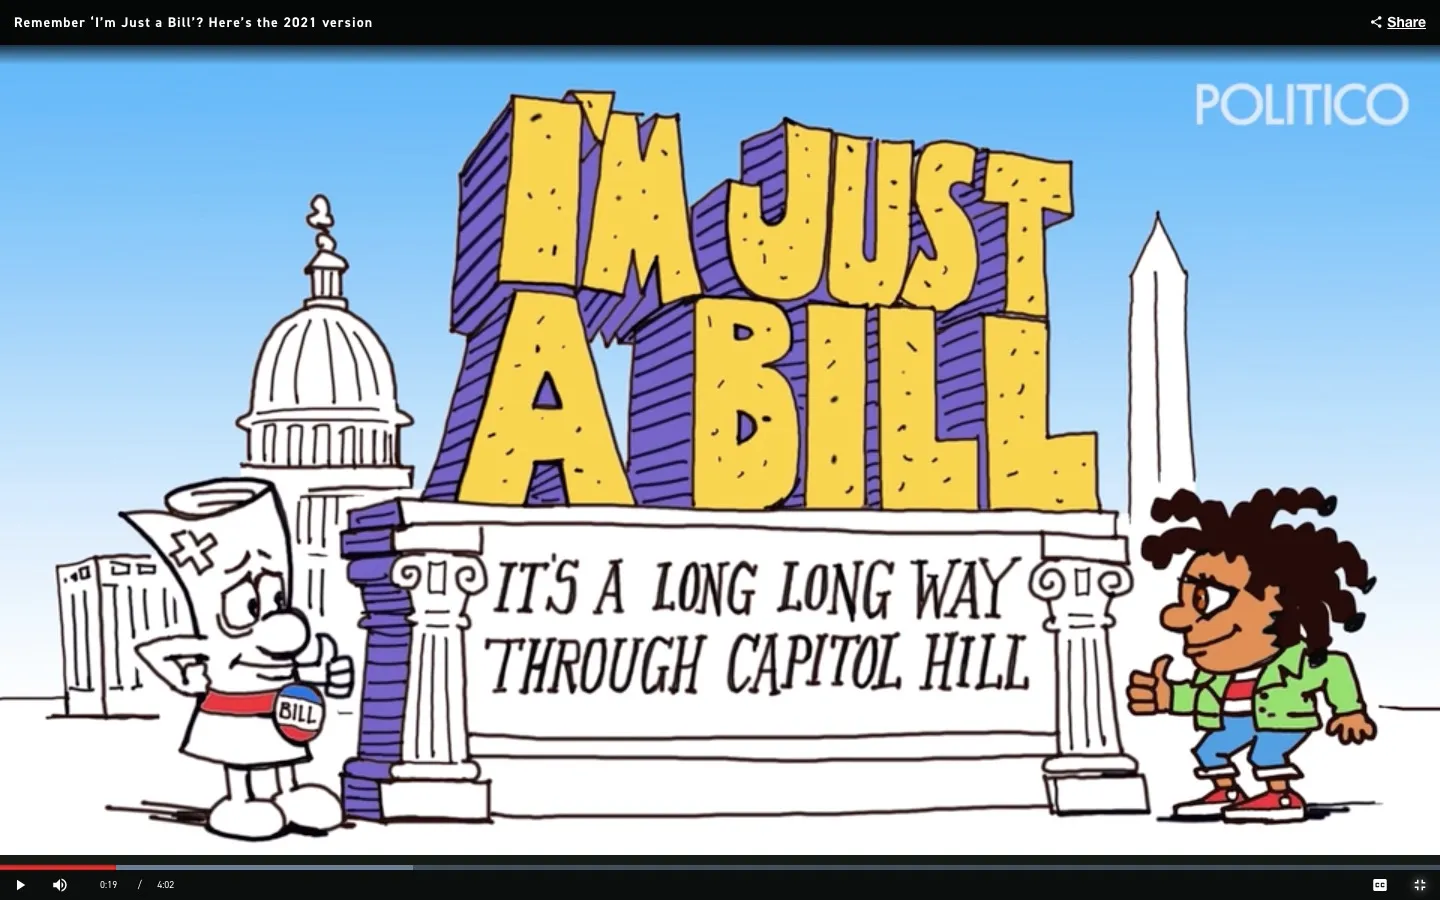 Remember ‘I’m Just a Bill’? Here’s the 2021 version
Share
POLITICO
I'M JUST
A BILL
IT'S A LONG LONG WAY
THROUGH CAPITOL HILL
BILL
0:19 / 4:02
CC